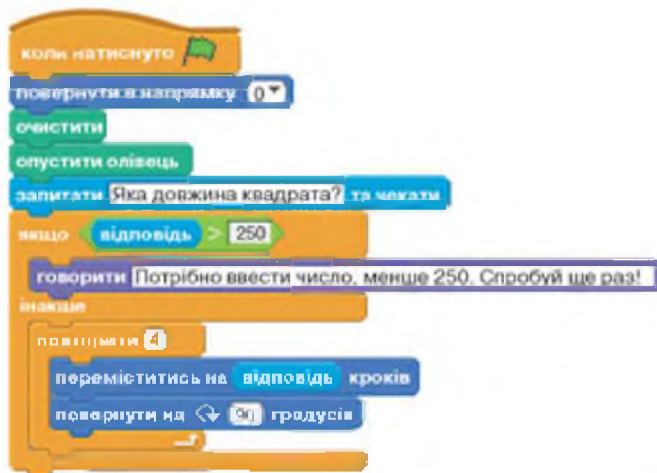 коли натиснуто
повернути в напрямку 0
очистити
опустити олівець
запитати Яка довжина квадрата? та чекати
якщо відповідь > 250
говорити Потрібно ввести число, менше 250. Спробуй ще раз!
інакше
повторити 4
переміститись на відповідь кроків
повернути на 90 градусів